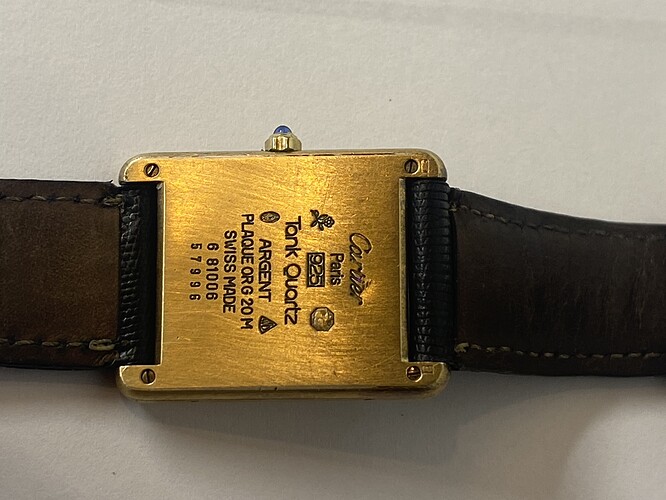 Cartier
Paris
925
Tank Quartz
ARGENT
PLAQUE OR G 20 M
SWISS MADE
6 81006
57996